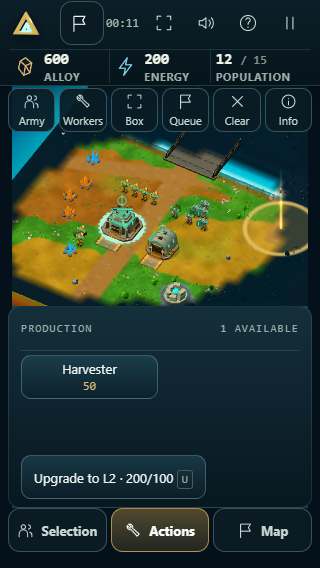 00:11
600
ALLOY
200
ENERGY
12 / 15
POPULATION
Army
Workers
Box
Queue
Clear
Info
PRODUCTION
1 AVAILABLE
Harvester
50
Upgrade to L2 · 200/100 U
Selection
Actions
Map